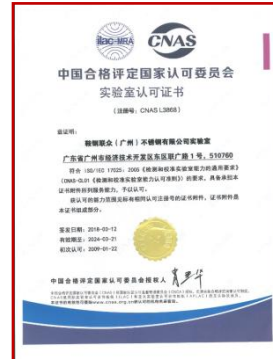 ilac-MRA
CNAS
中国合格评定国家认可委员会
实验室认可证书
(注册号: CNAS L3868)
兹证明:
鞍钢联众(广州)不锈钢有限公司实验室
广东省广州市经济技术开发区东区联广路1号, 510760
符合 ISO/IEC 17025: 2005《检测和校准实验室能力的通用要求》
(CNAS-CL01《检测和校准实验室能力认可准则》)的要求, 具备承担本
证书附件所列服务能力, 予以认可。
获认可的能力范围见标有相同认可注册号的证书附件, 证书附件是
本证书组成部分。
签发日期: 2018-03-12
有效期至: 2024-03-21
初次认可: 2009-01-22
中国合格评定国家认可委员会授权人